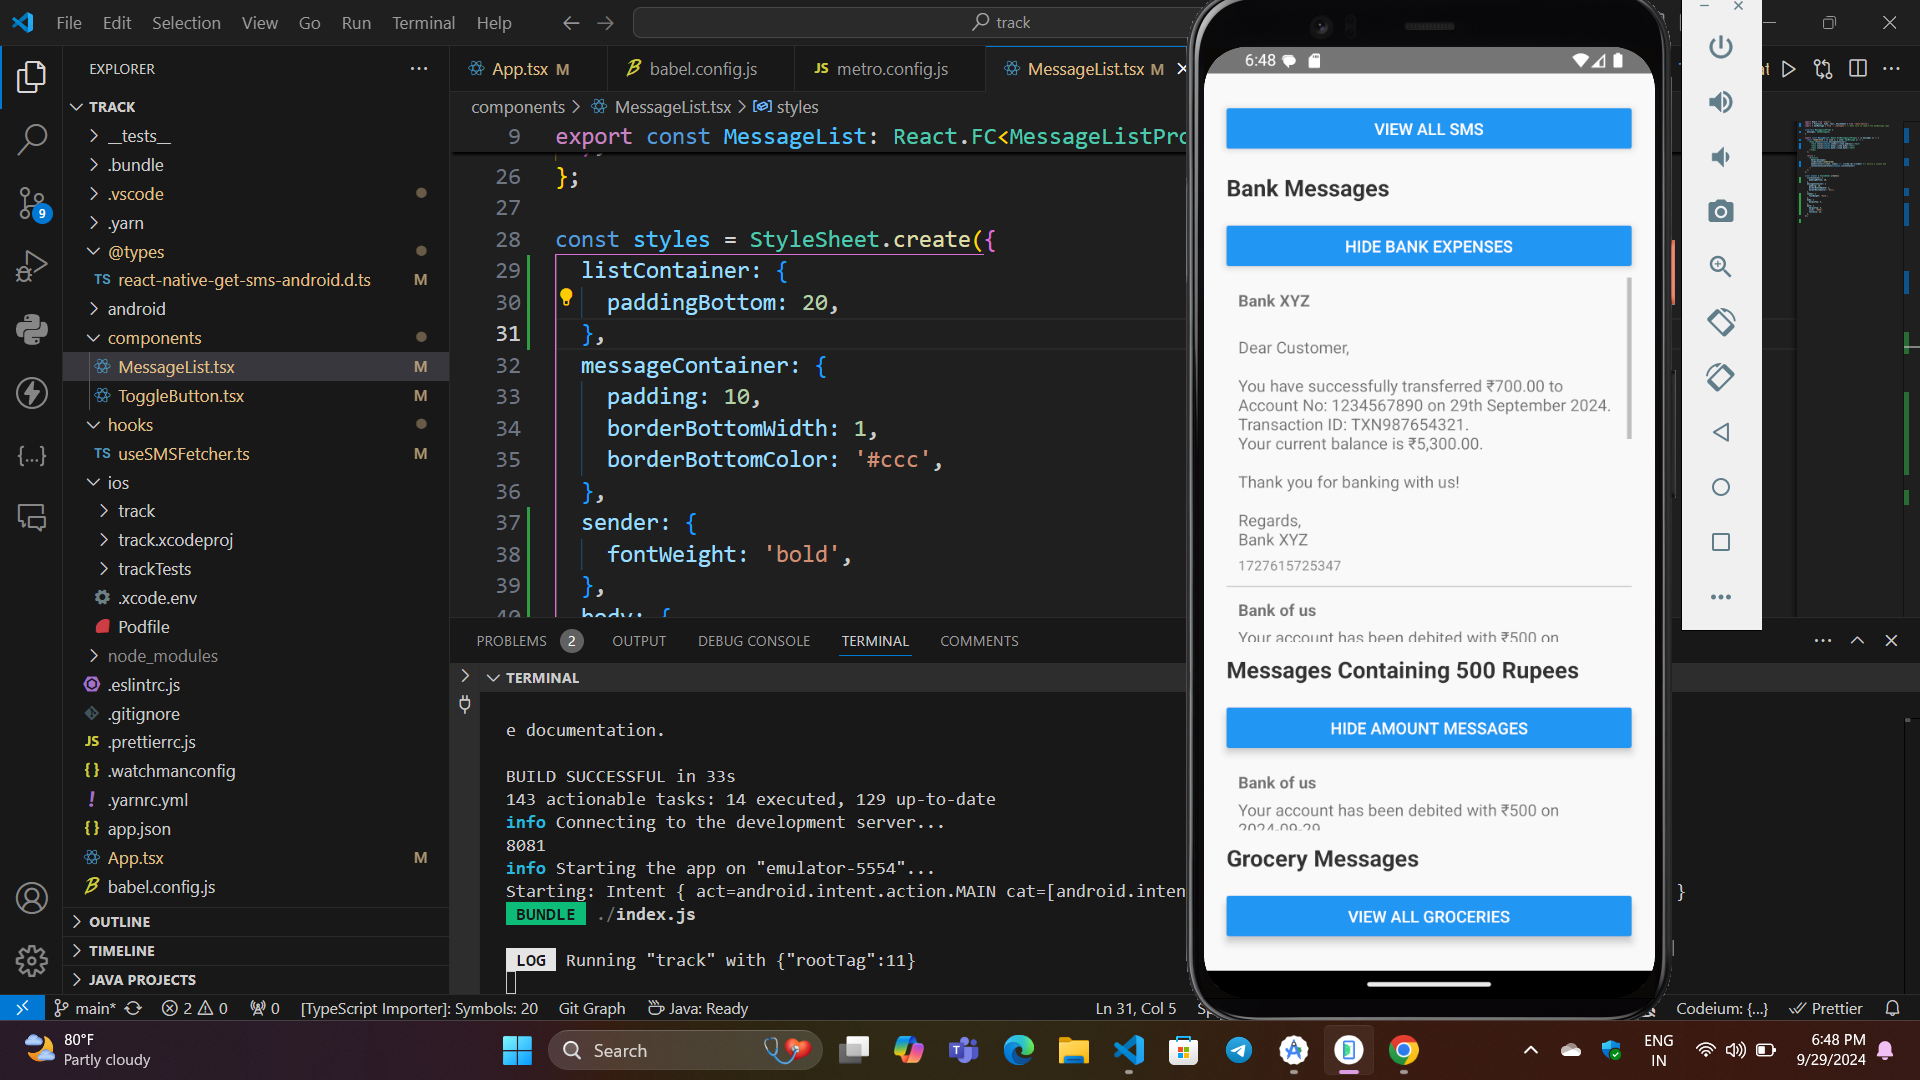 File Edit Selection View Go Run Terminal Help
track
EXPLORER
TRACK
__tests__
.bundle
.vscode
.yarn
@types
TS react-native-get-sms-android.d.ts M
android
components
MessageList.tsx M
ToggleButton.tsx M
hooks
TS useSMSFetcher.ts M
ios
track
track.xcodeproj
trackTests
.xcode.env
Podfile
node_modules
.eslintrc.js
.gitignore
JS .prettierrc.js
{} .watchmanconfig
! .yarnrc.yml
{} app.json
App.tsx M
babel.config.js
OUTLINE
TIMELINE
JAVA PROJECTS
9
App.tsx M
babel.config.js
JS metro.config.js
MessageList.tsx M
components > MessageList.tsx > styles
9 export const MessageList: React.FC<MessageListPro
26 };
27
28 const styles = StyleSheet.create({
29 listContainer: {
30 paddingBottom: 20,
31 },
32 messageContainer: {
33 padding: 10,
34 borderBottomWidth: 1,
35 borderBottomColor: '#ccc',
36 },
37 sender: {
38 fontWeight: 'bold',
39 },
40 body: {
PROBLEMS 2 OUTPUT DEBUG CONSOLE TERMINAL COMMENTS
TERMINAL
e documentation.
BUILD SUCCESSFUL in 33s
143 actionable tasks: 14 executed, 129 up-to-date
info Connecting to the development server...
8081
info Starting the app on "emulator-5554"...
Starting: Intent { act=android.intent.action.MAIN cat=[android.inten
}
BUNDLE ./index.js
LOG Running "track" with {"rootTag":11}
6:48
VIEW ALL SMS
Bank Messages
HIDE BANK EXPENSES
Bank XYZ
Dear Customer,
You have successfully transferred ₹700.00 to
Account No: 1234567890 on 29th September 2024.
Transaction ID: TXN987654321.
Your current balance is ₹5,300.00.
Thank you for banking with us!
Regards,
Bank XYZ
1727615725347
Bank of us
Your account has been debited with ₹500 on
Messages Containing 500 Rupees
HIDE AMOUNT MESSAGES
Bank of us
Your account has been debited with ₹500 on
2024-09-29
Grocery Messages
VIEW ALL GROCERIES
main* 2 0 0 [TypeScript Importer]: Symbols: 20 Git Graph Java: Ready Ln 31, Col 5 Codeium: {...} Prettier
80°F
Partly cloudy
Search
ENG
IN
6:48 PM
9/29/2024